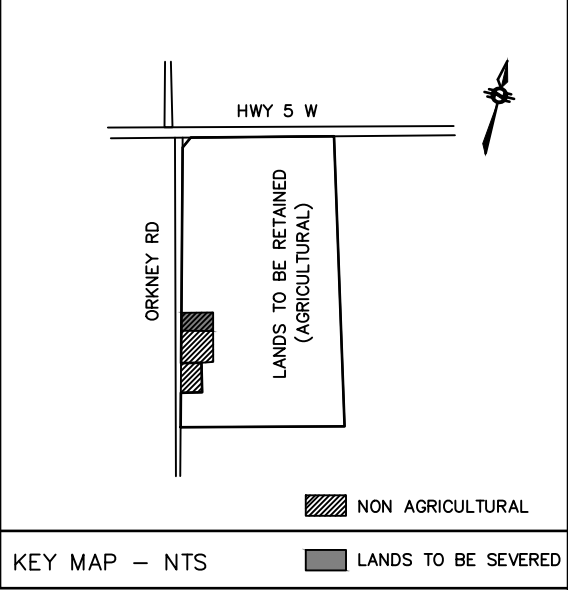 HWY 5 W
ORKNEY RD
LANDS TO BE RETAINED
(AGRICULTURAL)
NON AGRICULTURAL
KEY MAP – NTS
LANDS TO BE SEVERED